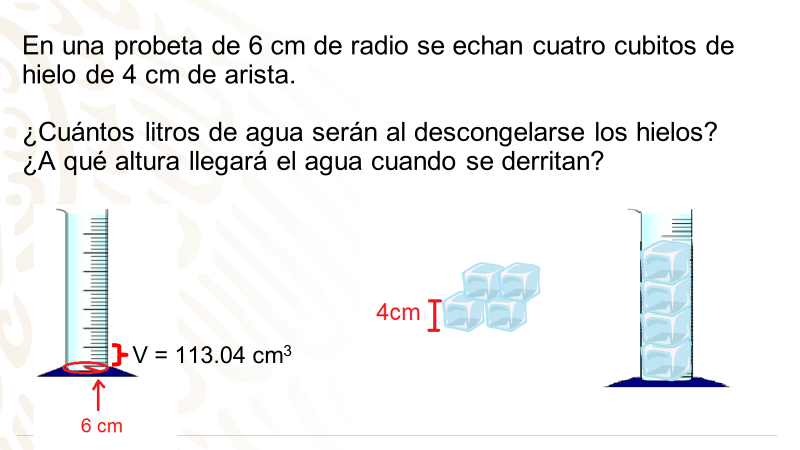 En una probeta de 6 cm de radio se echan cuatro cubitos de
hielo de 4 cm de arista.
¿Cuántos litros de agua serán al descongelarse los hielos?
¿A qué altura llegará el agua cuando se derritan?
4cm
V = 113.04 cm³
6 cm